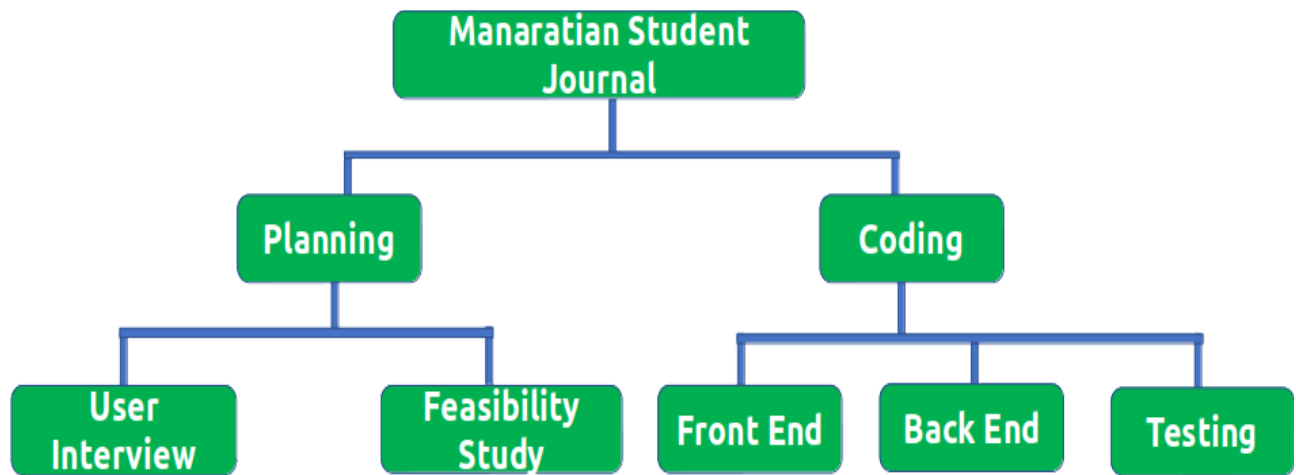 Manaratian Student
Journal
Planning
Coding
User
Interview
Feasibility
Study
Front End
Back End
Testing